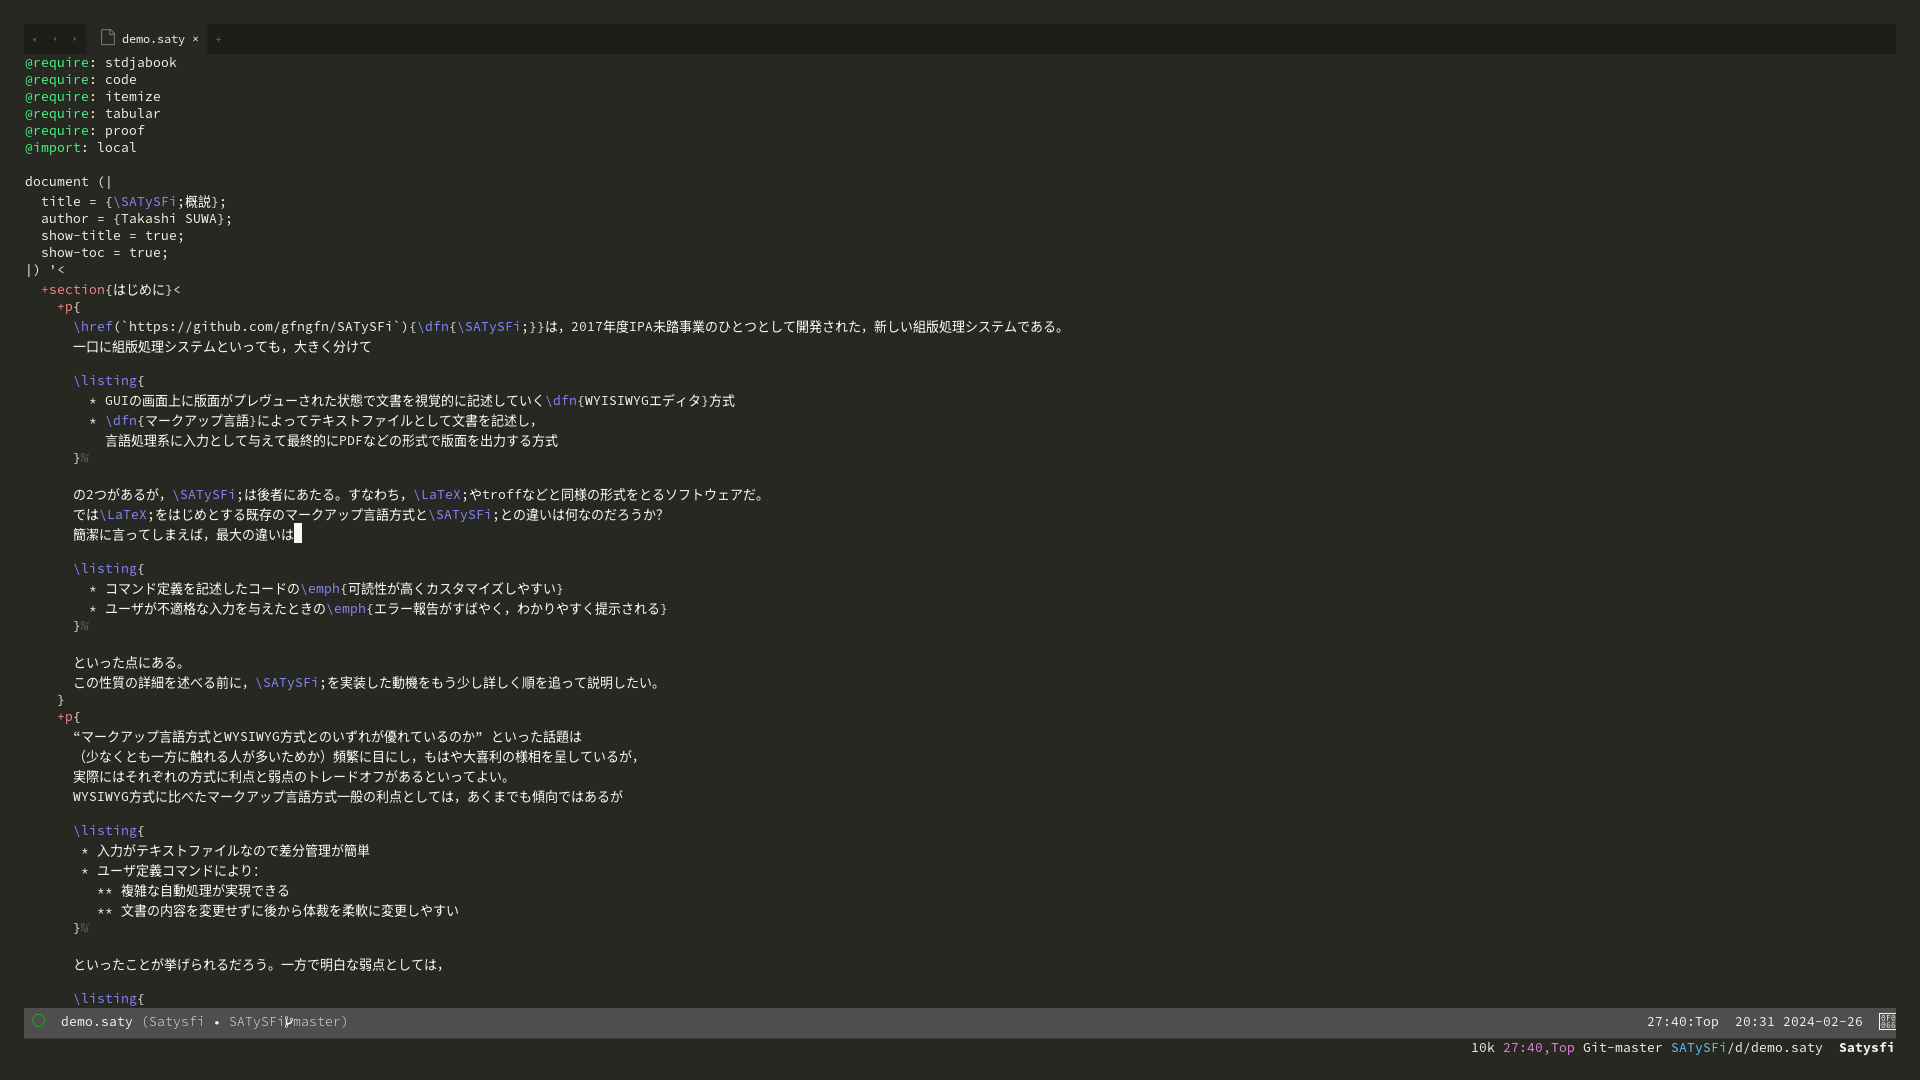 demo.saty × +
@require: stdjabook
@require: code
@require: itemize
@require: tabular
@require: proof
@import: local
document (|
  title = {\SATySFi;概説};
  author = {Takashi SUWA};
  show-title = true;
  show-toc = true;
|) '<
  +section{はじめに}<
    +p{
      \href(`https://github.com/gfngfn/SATySFi`){\dfn{\SATySFi;}}は，2017年度IPA未踏事業のひとつとして開発された，新しい組版処理システムである。
      一口に組版処理システムといっても，大きく分けて
      \listing{
        * GUIの画面上に版面がプレヴューされた状態で文書を視覚的に記述していく\dfn{WYISIWYGエディタ}方式
        * \dfn{マークアップ言語}によってテキストファイルとして文書を記述し，
          言語処理系に入力として与えて最終的にPDFなどの形式で版面を出力する方式
      }%
      の2つがあるが，\SATySFi;は後者にあたる。すなわち，\LaTeX;やtroffなどと同様の形式をとるソフトウェアだ。
      では\LaTeX;をはじめとする既存のマークアップ言語方式と\SATySFi;との違いは何なのだろうか？
      簡潔に言ってしまえば，最大の違いは
      \listing{
        * コマンド定義を記述したコードの\emph{可読性が高くカスタマイズしやすい}
        * ユーザが不適格な入力を与えたときの\emph{エラー報告がすばやく，わかりやすく提示される}
      }%
      といった点にある。
      この性質の詳細を述べる前に，\SATySFi;を実装した動機をもう少し詳しく順を追って説明したい。
    }
    +p{
      “マークアップ言語方式とWYSIWYG方式とのいずれが優れているのか” といった話題は
      （少なくとも一方に触れる人が多いためか）頻繁に目にし，もはや大喜利の様相を呈しているが，
      実際にはそれぞれの方式に利点と弱点のトレードオフがあるといってよい。
      WYSIWYG方式に比べたマークアップ言語方式一般の利点としては，あくまでも傾向ではあるが
      \listing{
       * 入力がテキストファイルなので差分管理が簡単
       * ユーザ定義コマンドにより：
         ** 複雑な自動処理が実現できる
         ** 文書の内容を変更せずに後から体裁を柔軟に変更しやすい
      }%
      といったことが挙げられるだろう。一方で明白な弱点としては，
      \listing{
demo.saty (Satysfi • SATySFi master) 27:40:Top 20:31 2024-02-26
10k 27:40,Top Git-master SATySFi/d/demo.saty Satysfi